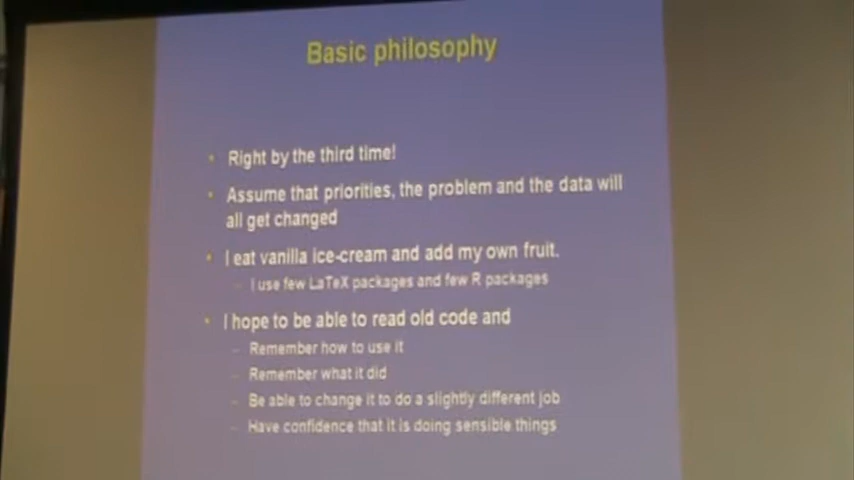 Basic philosophy
• Right by the third time!
• Assume that priorities, the problem and the data will
all get changed
• I eat vanilla ice-cream and add my own fruit.
– I use few LaTeX packages and few R packages
• I hope to be able to read old code and
– Remember how to use it
– Remember what it did
– Be able to change it to do a slightly different job
– Have confidence that it is doing sensible things